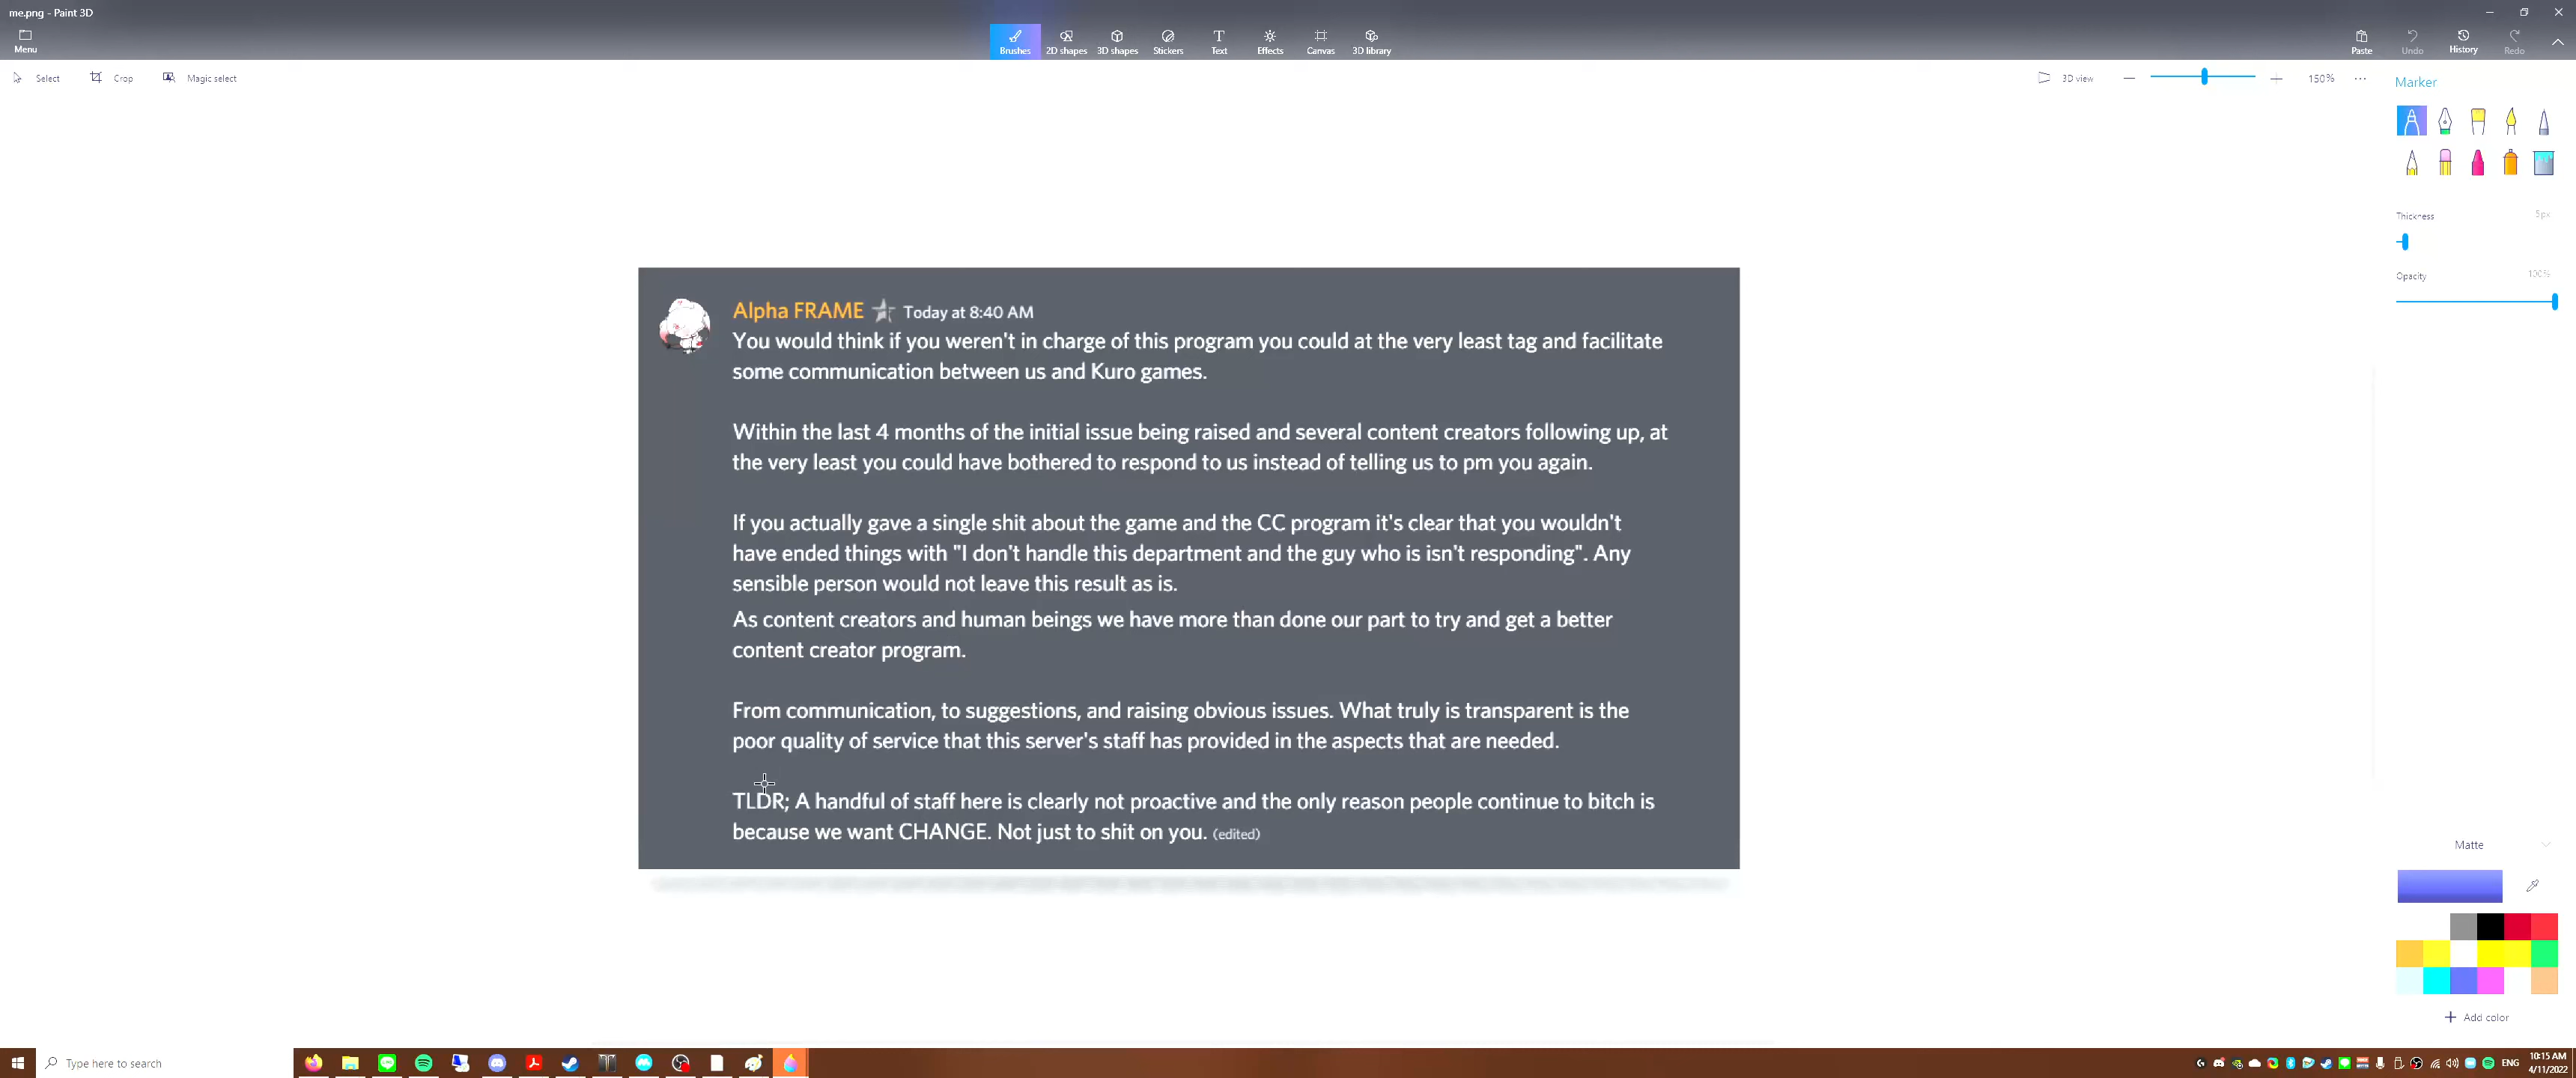 me.png - Paint 3D
Menu
Brushes
2D shapes
3D shapes
Stickers
Text
Effects
Canvas
3D library
Paste
Undo
History
Redo
Select
Crop
Magic select
3D view
150%
Marker
Thickness
5px
Opacity
100%
Alpha FRAME Today at 8:40 AM
You would think if you weren't in charge of this program you could at the very least tag and facilitate
some communication between us and Kuro games.
Within the last 4 months of the initial issue being raised and several content creators following up, at
the very least you could have bothered to respond to us instead of telling us to pm you again.
If you actually gave a single shit about the game and the CC program it's clear that you wouldn't
have ended things with "I don't handle this department and the guy who is isn't responding". Any
sensible person would not leave this result as is.
As content creators and human beings we have more than done our part to try and get a better
content creator program.
From communication, to suggestions, and raising obvious issues. What truly is transparent is the
poor quality of service that this server's staff has provided in the aspects that are needed.
TLDR; A handful of staff here is clearly not proactive and the only reason people continue to bitch is
because we want CHANGE. Not just to shit on you. (edited)
Matte
Add color
Type here to search
ENG
10:15 AM
4/11/2022